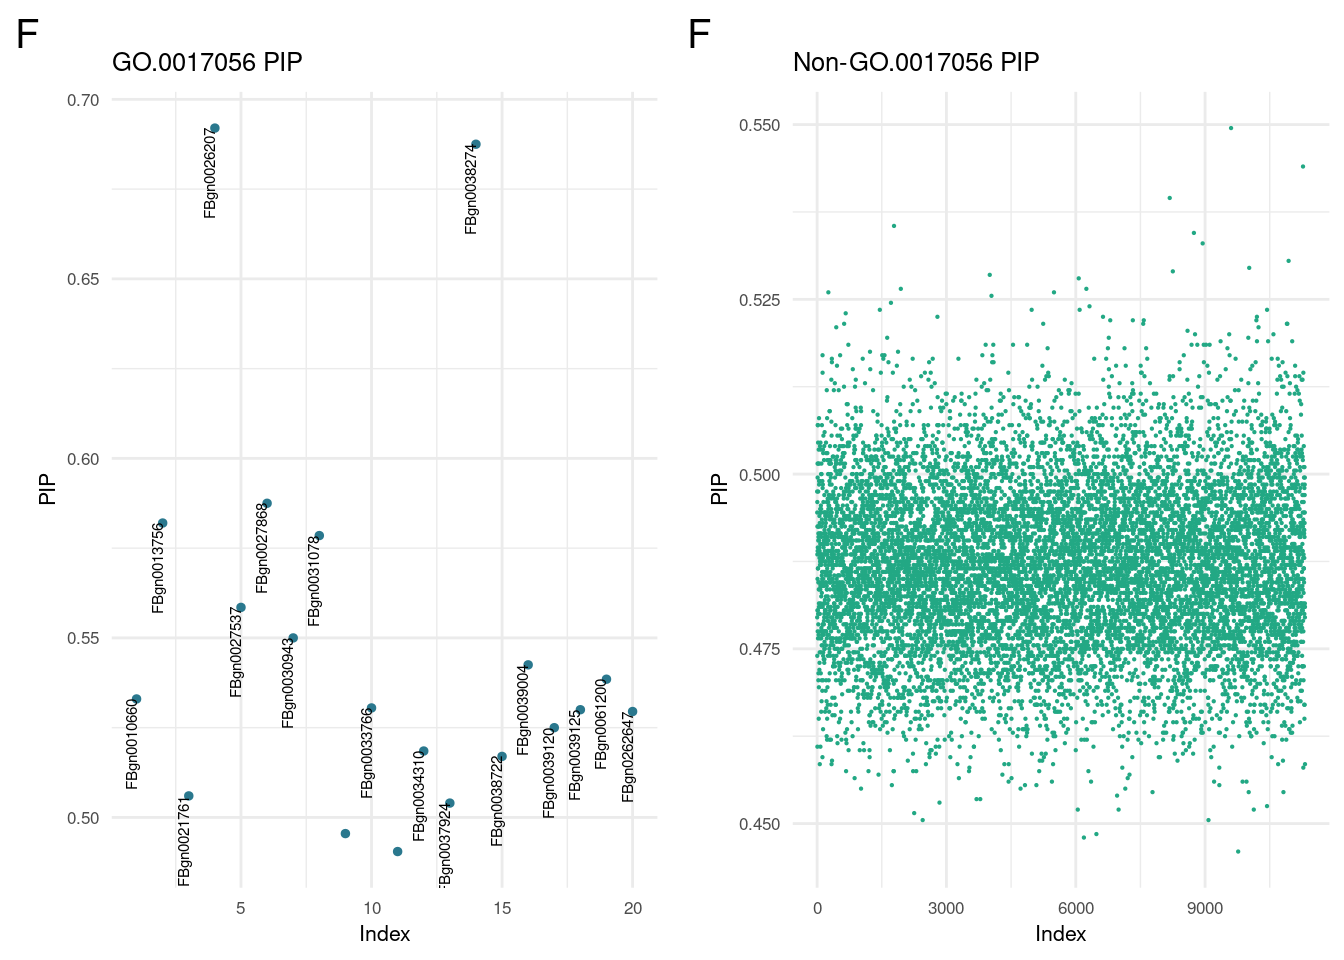 F
GO.0017056 PIP
0.70
0.65
0.60
0.55
0.50
PIP
FBgn0010660
FBgn0013756
FBgn0021761
FBgn0026207
FBgn0027537
FBgn0027868
FBgn0030943
FBgn0031078
FBgn0033766
FBgn0034310
FBgn0037924
FBgn0038274
FBgn0038722
FBgn0039004
FBgn0039120
FBgn0039125
FBgn0061200
FBgn0262647
5
10
15
20
Index
F
Non-GO.0017056 PIP
0.550
0.525
0.500
0.475
0.450
PIP
0
3000
6000
9000
Index